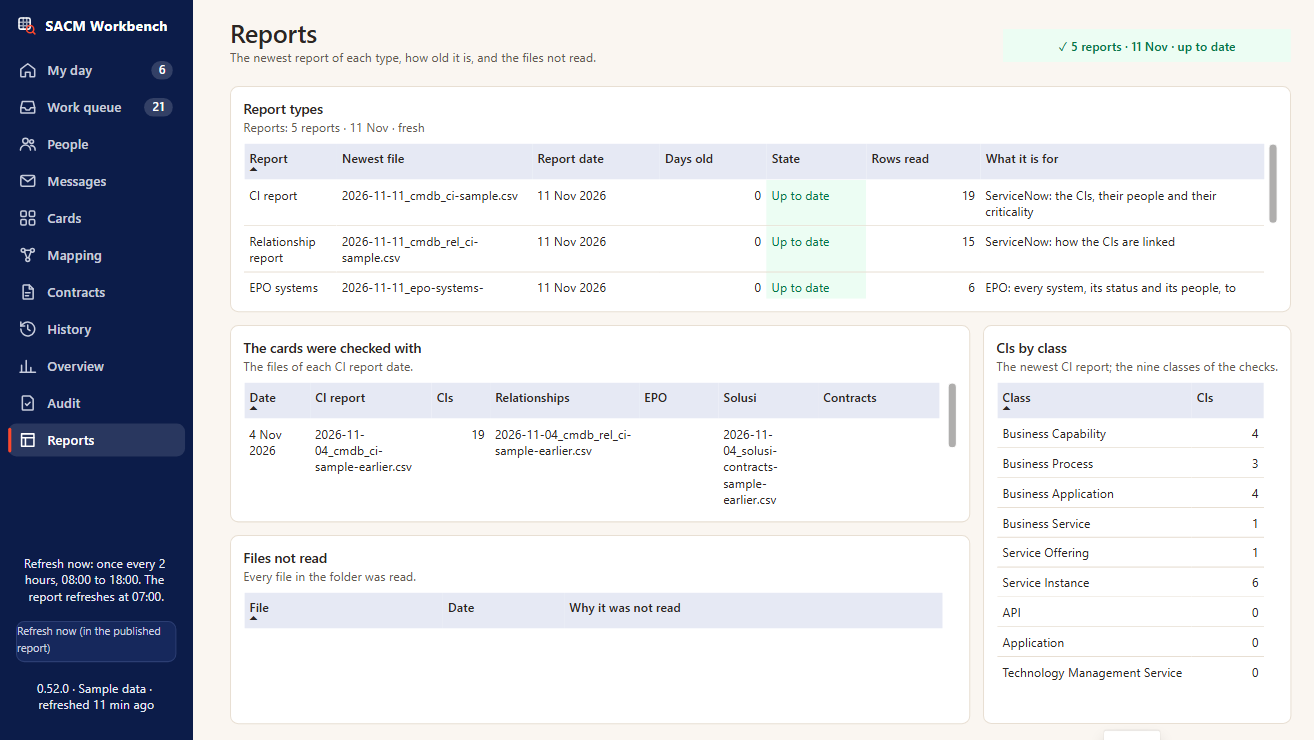 SACM Workbench
My day 6
Work queue 21
People
Messages
Cards
Mapping
Contracts
History
Overview
Audit
Reports
Refresh now: once every 2
hours, 08:00 to 18:00. The
report refreshes at 07:00.
Refresh now (in the published
report)
0.52.0 · Sample data ·
refreshed 11 min ago
Reports
The newest report of each type, how old it is, and the files not read.
✓ 5 reports · 11 Nov · up to date
Report types
Reports: 5 reports · 11 Nov · fresh
Report Newest file Report date Days old State Rows read What it is for
CI report 2026-11-11_cmdb_ci-sample.csv 11 Nov 2026 0 Up to date 19 ServiceNow: the CIs, their people and their
criticality
Relationship 2026-11-11_cmdb_rel_ci- 11 Nov 2026 0 Up to date 15 ServiceNow: how the CIs are linked
report sample.csv
EPO systems 2026-11-11_epo-systems- 11 Nov 2026 0 Up to date 6 EPO: every system, its status and its people, to
The cards were checked with
The files of each CI report date.
Date CI report CIs Relationships EPO Solusi Contracts
4 Nov 2026-11- 19 2026-11-04_cmdb_rel_ci- 2026-11-
2026 04_cmdb_ci- sample-earlier.csv 04_solusi-
sample-earlier.csv contracts-
sample-
earlier.csv
Files not read
Every file in the folder was read.
File Date Why it was not read
CIs by class
The newest CI report; the nine classes of the checks.
Class CIs
Business Capability 4
Business Process 3
Business Application 4
Business Service 1
Service Offering 1
Service Instance 6
API 0
Application 0
Technology Management Service 0